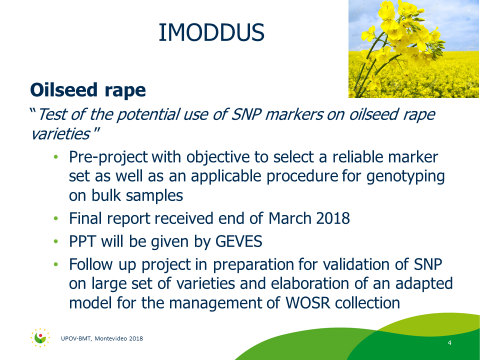 IMODDUS
Oilseed rape
“Test of the potential use of SNP markers on oilseed rape
varieties”
• Pre-project with objective to select a reliable marker
set as well as an applicable procedure for genotyping
on bulk samples
• Final report received end of March 2018
• PPT will be given by GEVES
• Follow up project in preparation for validation of SNP
on large set of varieties and elaboration of an adapted
model for the management of WOSR collection
UPOV-BMT, Montevideo 2018
4